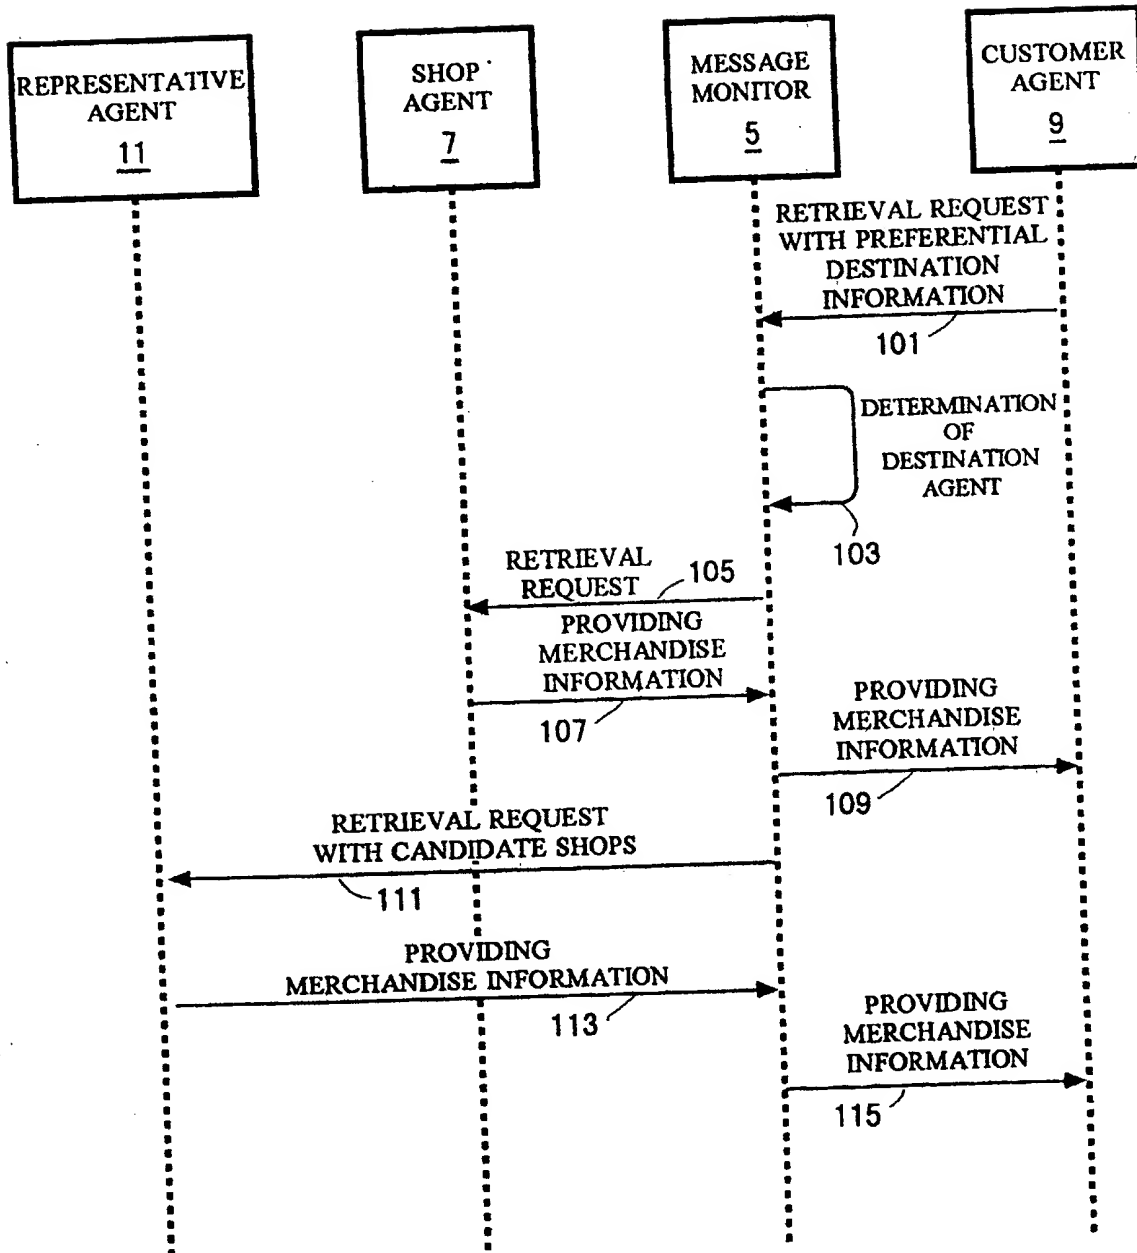 REPRESENTATIVE
AGENT
11
SHOP
AGENT
7
MESSAGE
MONITOR
5
CUSTOMER
AGENT
9
RETRIEVAL REQUEST
WITH PREFERENTIAL
DESTINATION
INFORMATION
101
DETERMINATION
OF
DESTINATION
AGENT
103
RETRIEVAL
REQUEST
105
PROVIDING
MERCHANDISE
INFORMATION
107
PROVIDING
MERCHANDISE
INFORMATION
109
RETRIEVAL REQUEST
WITH CANDIDATE SHOPS
111
PROVIDING
MERCHANDISE INFORMATION
113
PROVIDING
MERCHANDISE
INFORMATION
115